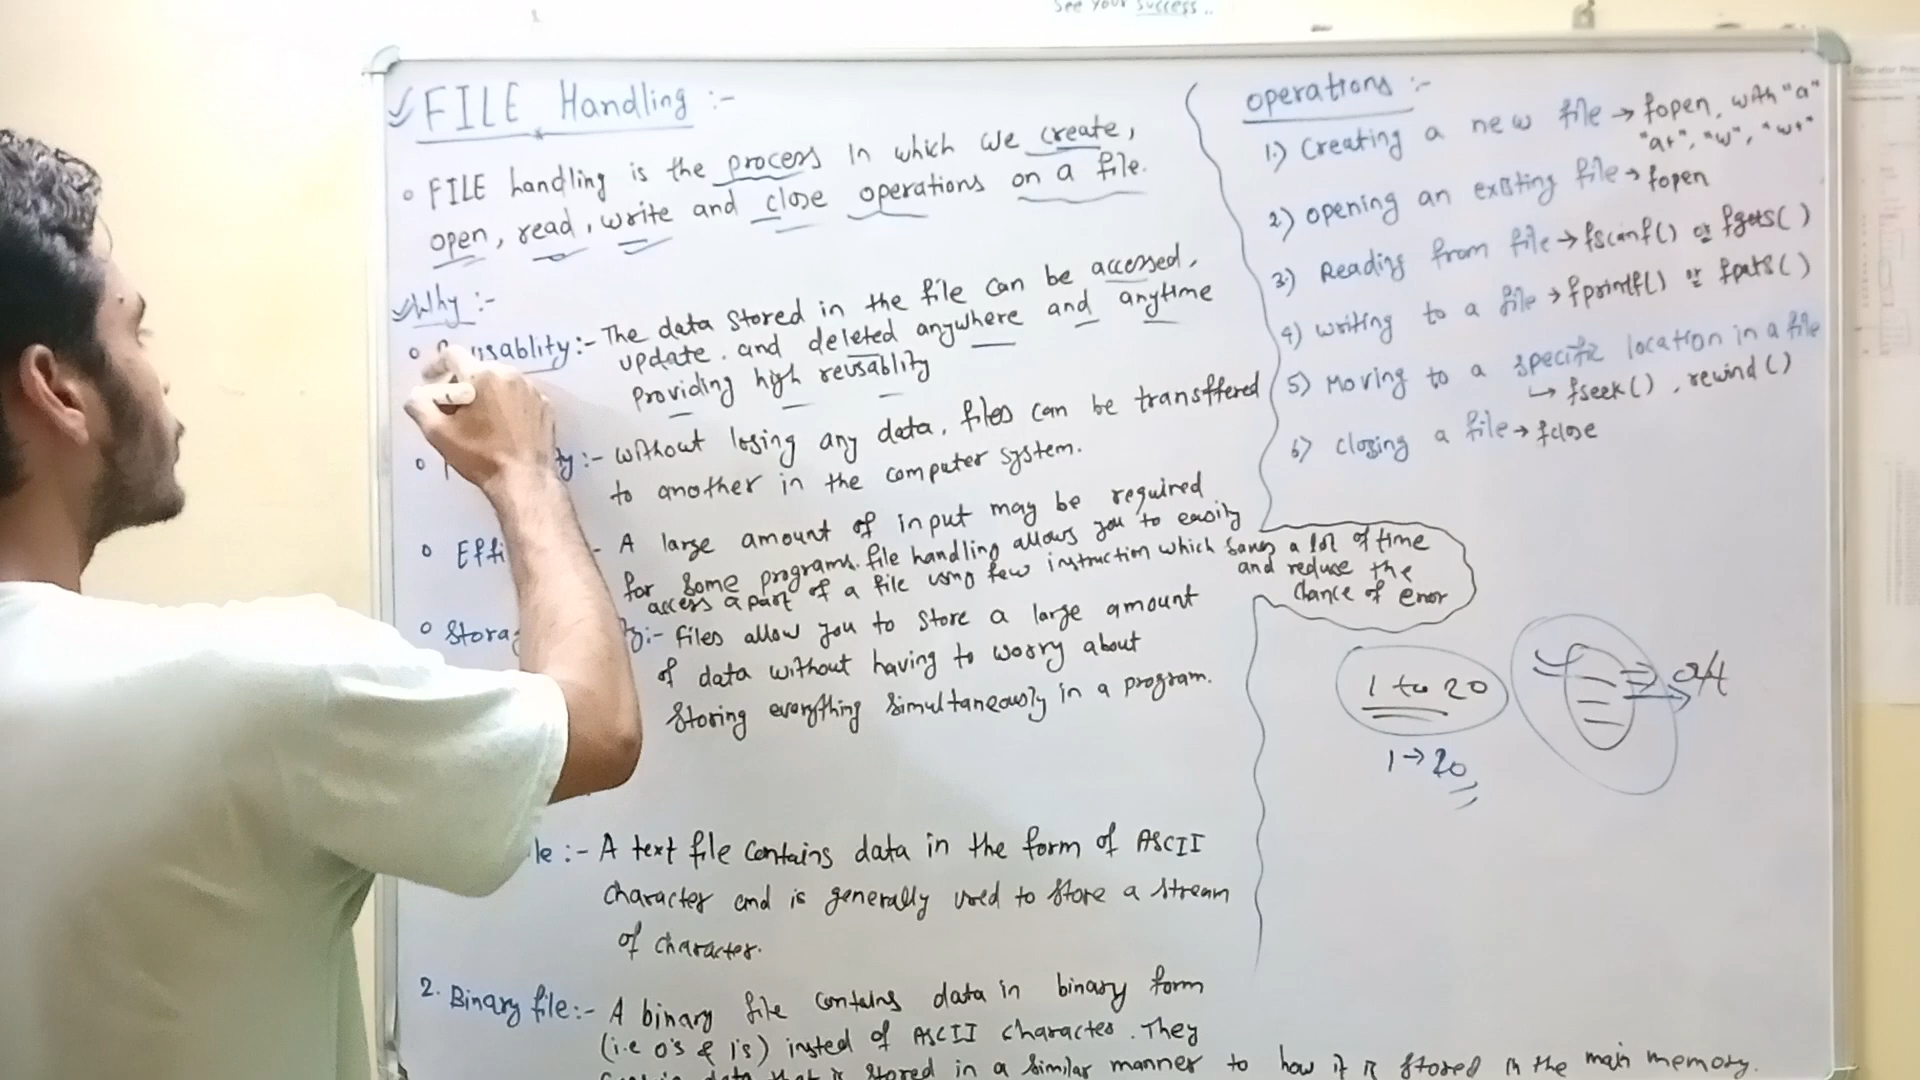 See your success..
FILE Handling :-
o FILE handling is the process in which we create,
open, read, write and close operations on a file.
Why :-
o usablity:- The data stored in the file can be accessed,
update. and deleted anywhere and anytime
Providing high reusablity
o ty:- without losing any data, files can be transffered
to another in the computer system.
o Effi - A large amount of input may be required
for some programs. file handling allows you to easily
access a part of a file using few instruction which saves a lot of time
and reduce the
chance of error
o Stora y:- files allow you to store a large amount
of data without having to worry about
storing everything simultaneously in a program.
le :- A text file contains data in the form of ASCII
character and is generally used to store a stream
of character.
2. Binary file:- A binary file contains data in binary form
(i.e 0's & 1's) insted of ASCII character. They
data that is stored in a similar manner to how it is stored in the main memory.
operations :-
1.) Creating a new file → fopen, with "a"
"a+", "w", "w+"
2) opening an existing file → fopen
3.) Reading from file → fscanf() or fgets()
4) writing to a file → fprintf() or fputs()
5) Moving to a specific location in a file
↳ fseek(), rewind()
6) closing a file → fclose
1 to 20
1 → 20